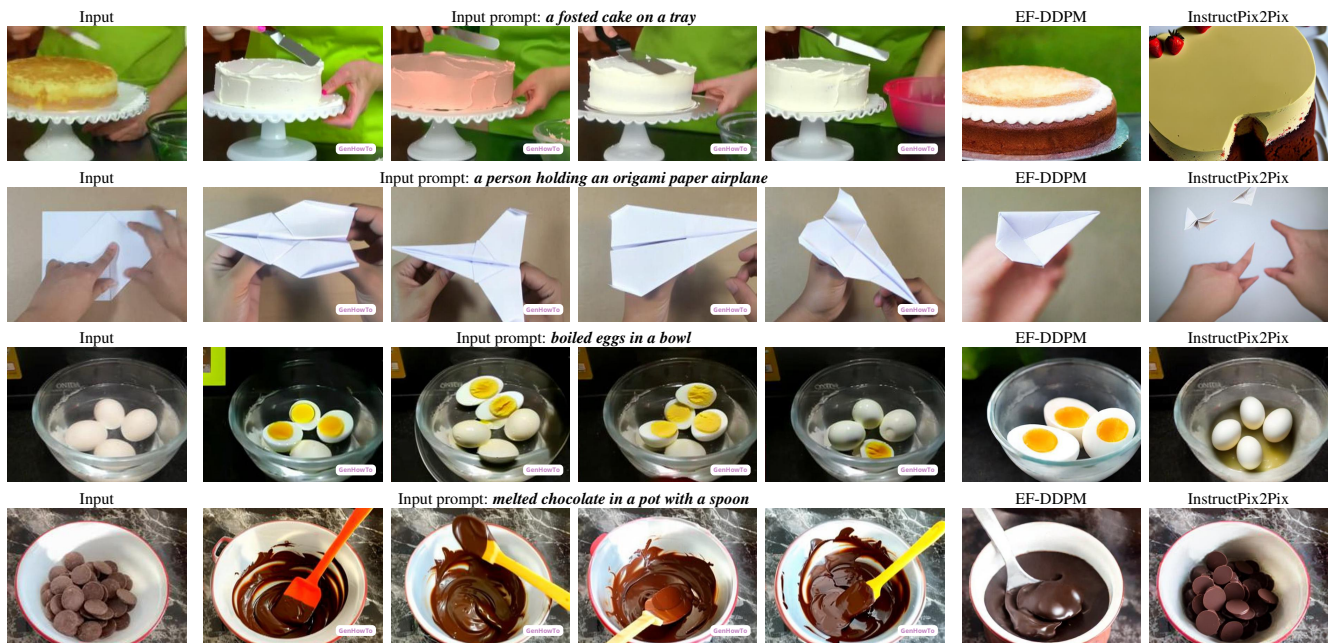 Input Input prompt: a fosted cake on a tray EF-DDPM InstructPix2Pix
GenHowTo GenHowTo GenHowTo GenHowTo
Input Input prompt: a person holding an origami paper airplane EF-DDPM InstructPix2Pix
GenHowTo GenHowTo GenHowTo GenHowTo
Input Input prompt: boiled eggs in a bowl EF-DDPM InstructPix2Pix
GenHowTo GenHowTo GenHowTo GenHowTo
Input Input prompt: melted chocolate in a pot with a spoon EF-DDPM InstructPix2Pix
GenHowTo GenHowTo GenHowTo GenHowTo